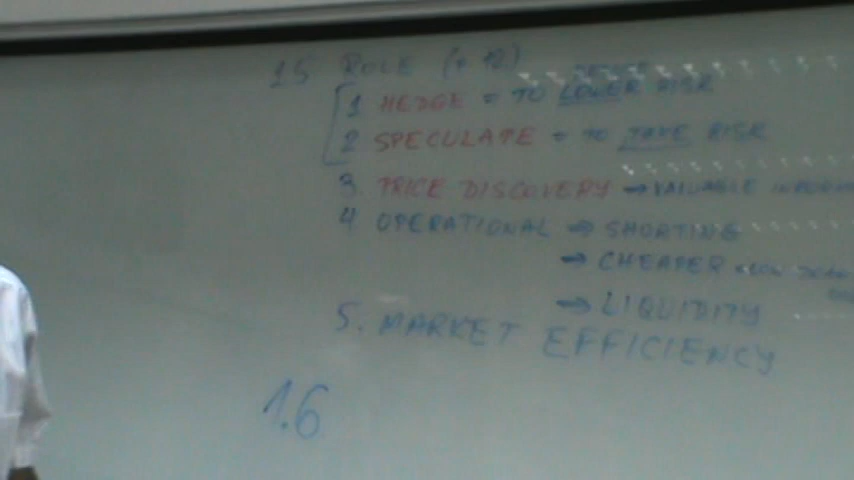 1.5 ROLE (+ 12)
1 HEDGE = TO LOWER RISK
2 SPECULATE = TO TAKE RISK
3 PRICE DISCOVERY → VALUABLE
4 OPERATIONAL ⇒ SHORTING
→ CHEAPER
→ LIQUIDITY
5. MARKET EFFICIENCY
1.6